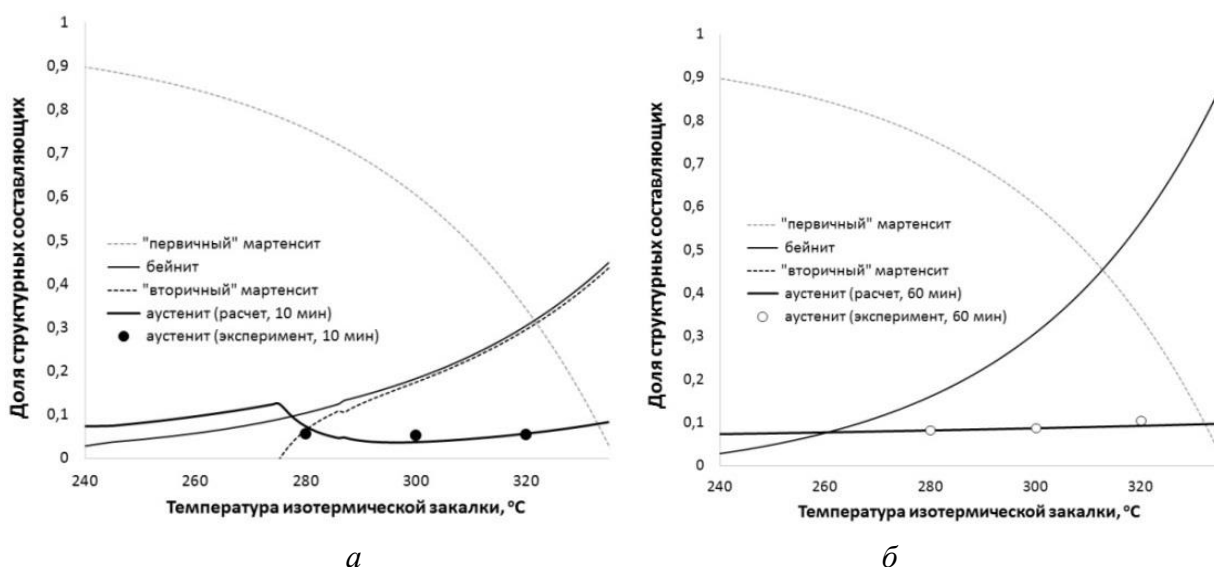 Доля структурных составляющих
1
0,9
0,8
0,7
0,6
0,5
0,4
0,3
0,2
0,1
0
"первичный" мартенсит
бейнит
"вторичный" мартенсит
аустенит (расчет, 10 мин)
аустенит (эксперимент, 10 мин)
240 260 280 300 320
Температура изотермической закалки, °С
а
Доля структурных составляющих
1
0,9
0,8
0,7
0,6
0,5
0,4
0,3
0,2
0,1
0
"первичный" мартенсит
бейнит
"вторичный" мартенсит
аустенит (расчет, 60 мин)
аустенит (эксперимент, 60 мин)
240 260 280 300 320
Температура изотермической закалки, °С
б